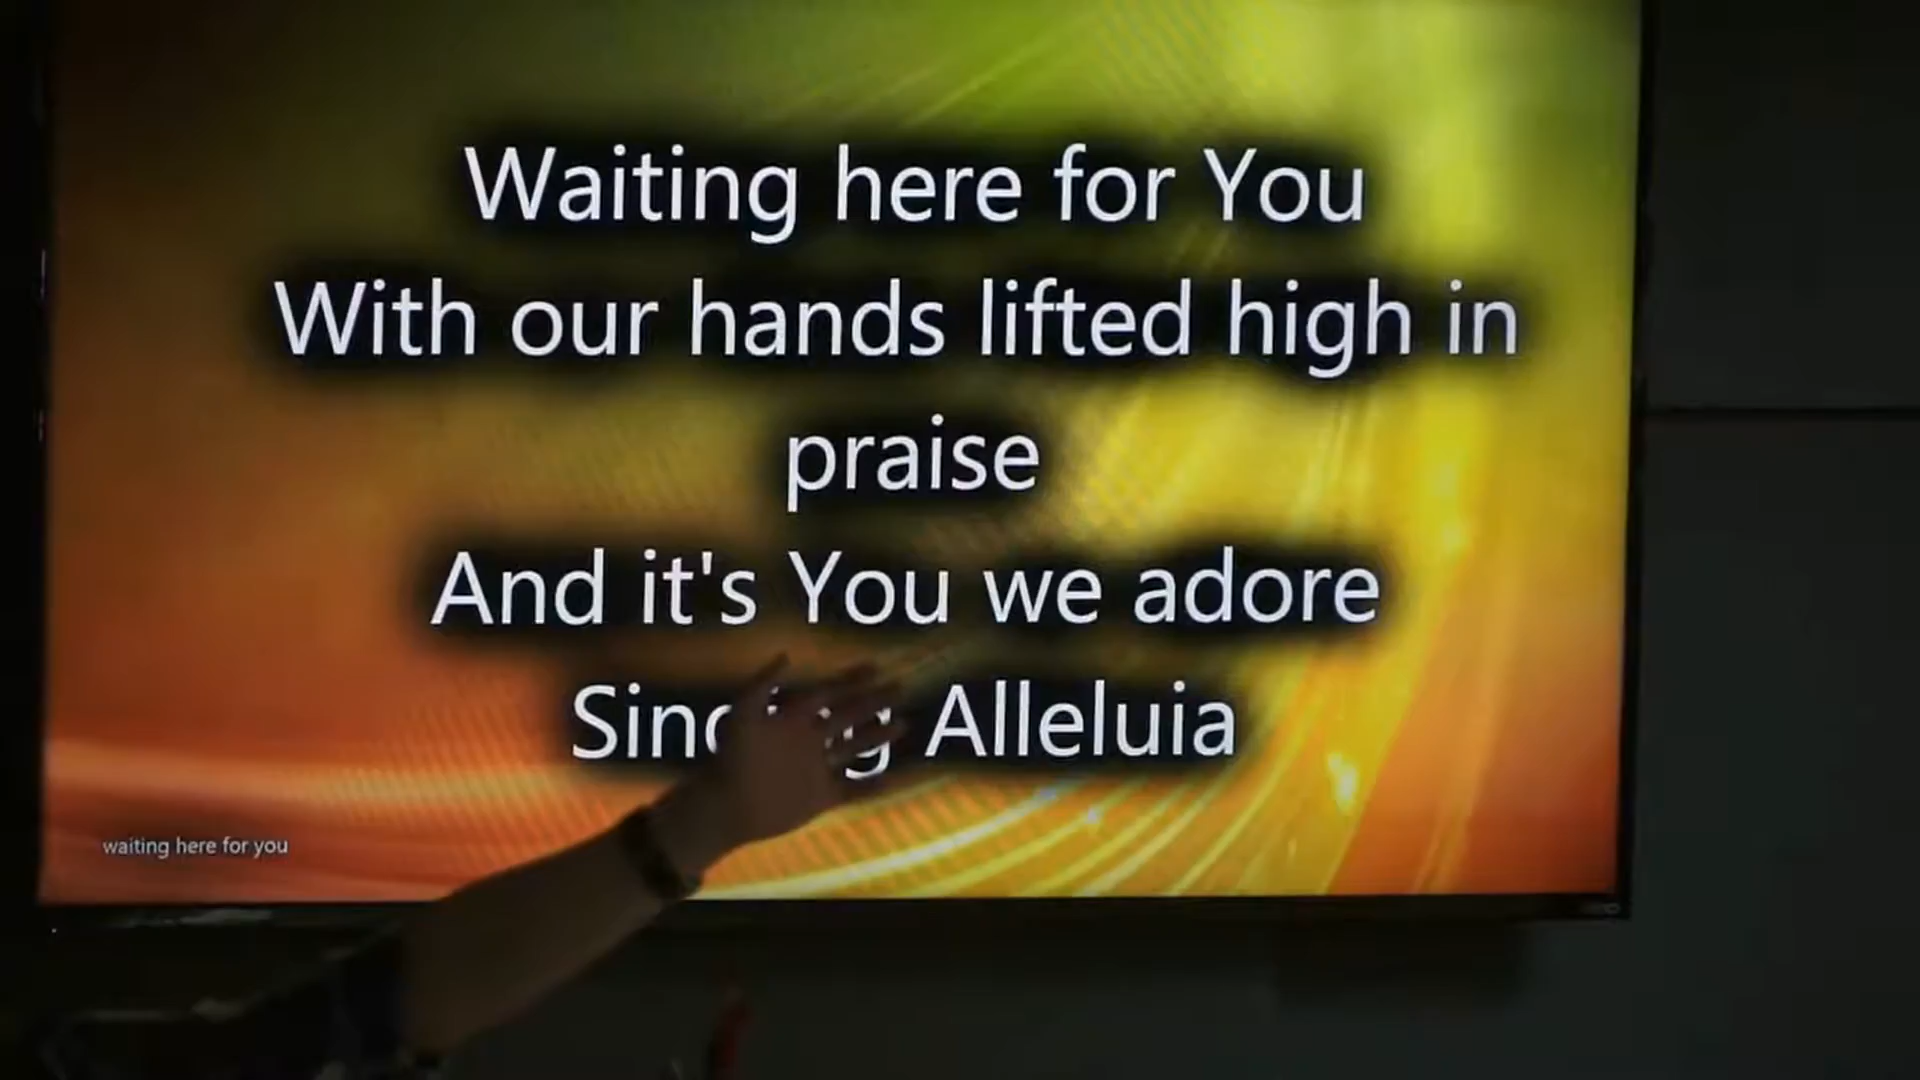 Waiting here for You
With our hands lifted high in
praise
And it's You we adore
Singing Alleluia
waiting here for you